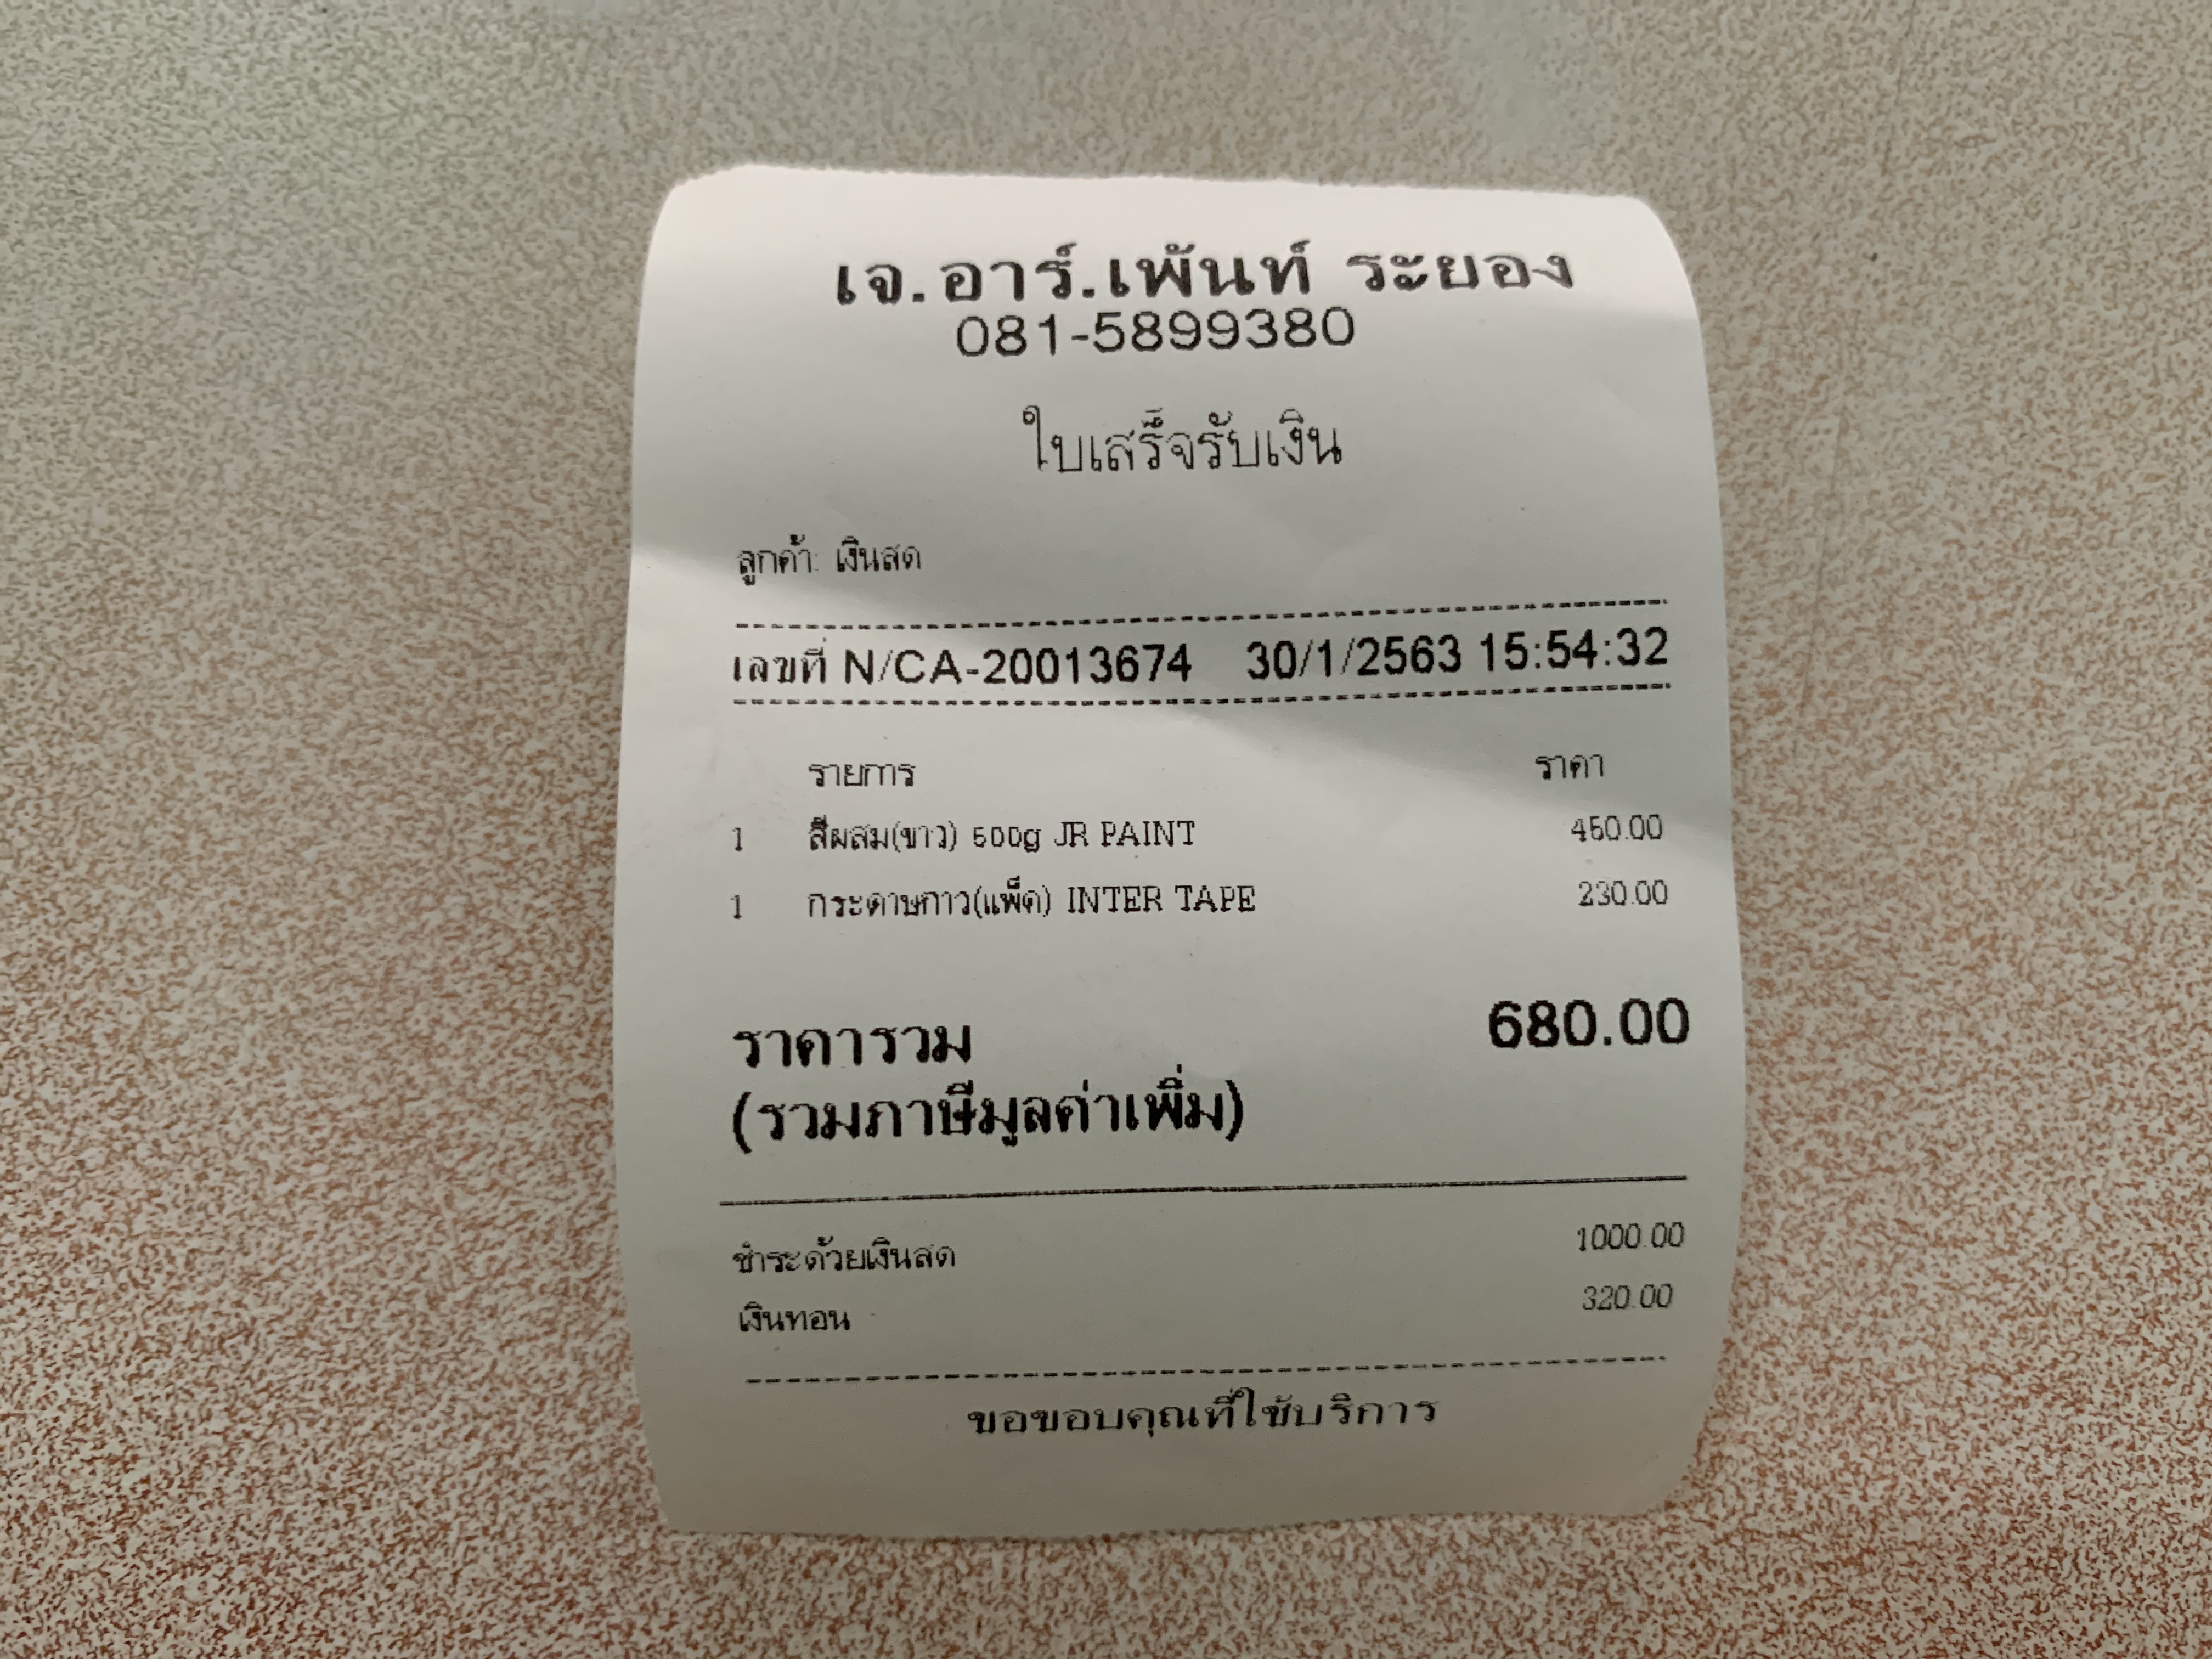 เจ.อาร์.เพ้นท์ ระยอง
081-5899380
ใบเสร็จรับเงิน
ลูกค้า: เงินสด
เลขที่ N/CA-20013674 30/1/2563 15:54:32
รายการ ราคา
1 สีผสม(ขาว) 500g JR PAINT 450.00
1 กระดาษกาว(แพ็ค) INTER TAPE 230.00
ราคารวม 680.00
(รวมภาษีมูลค่าเพิ่ม)
ชำระด้วยเงินสด 1000.00
เงินทอน 320.00
ขอขอบคุณที่ใช้บริการ